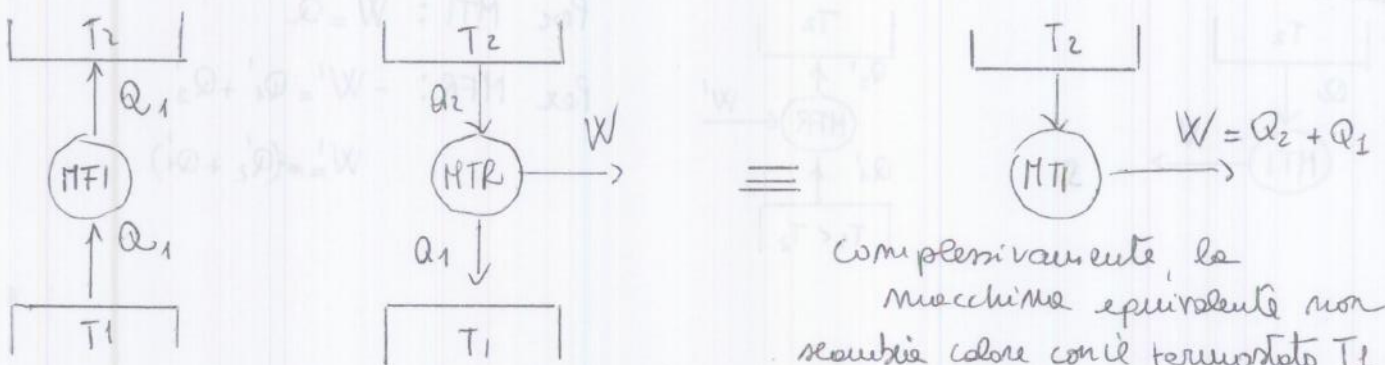 T2
Q1
MFI
Q1
T1
T2
Q2
MTR
W
Q1
T1
≡
T2
MTI
W = Q2 + Q1
complessivamente, la
macchina equivalente non
scambia calore con il termostato T1